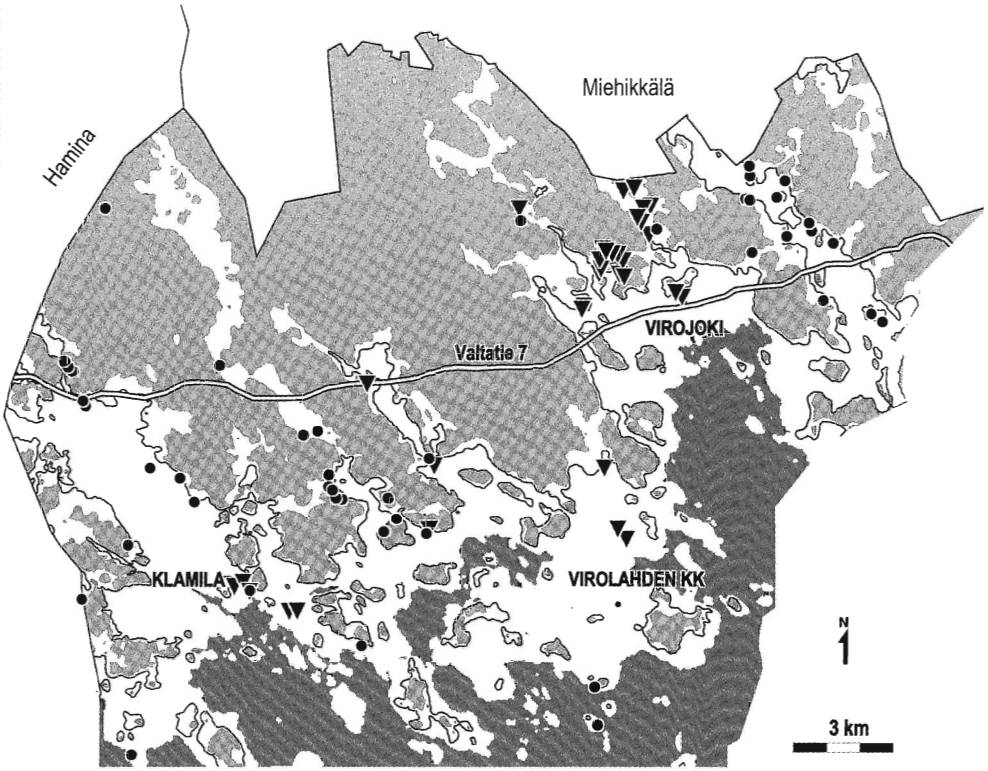 Miehikkälä
Hamina
VIROJOKI
Valtatie 7
KLAMILA
VIROLAHDEN KK
N
3 km